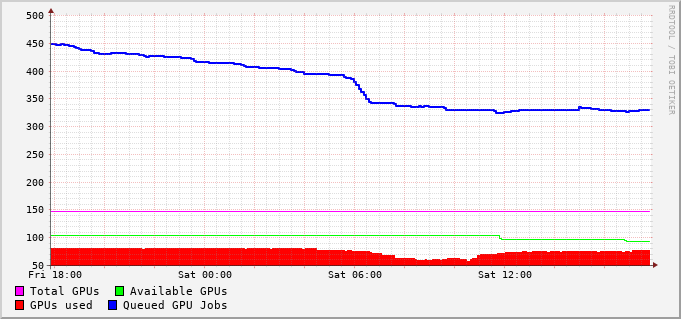 500
450
400
350
300
250
200
150
100
50
Fri 18:00 Sat 00:00 Sat 06:00 Sat 12:00
Total GPUs Available GPUs
GPUs used Queued GPU Jobs
RRDTOOL / TOBI OETIKER